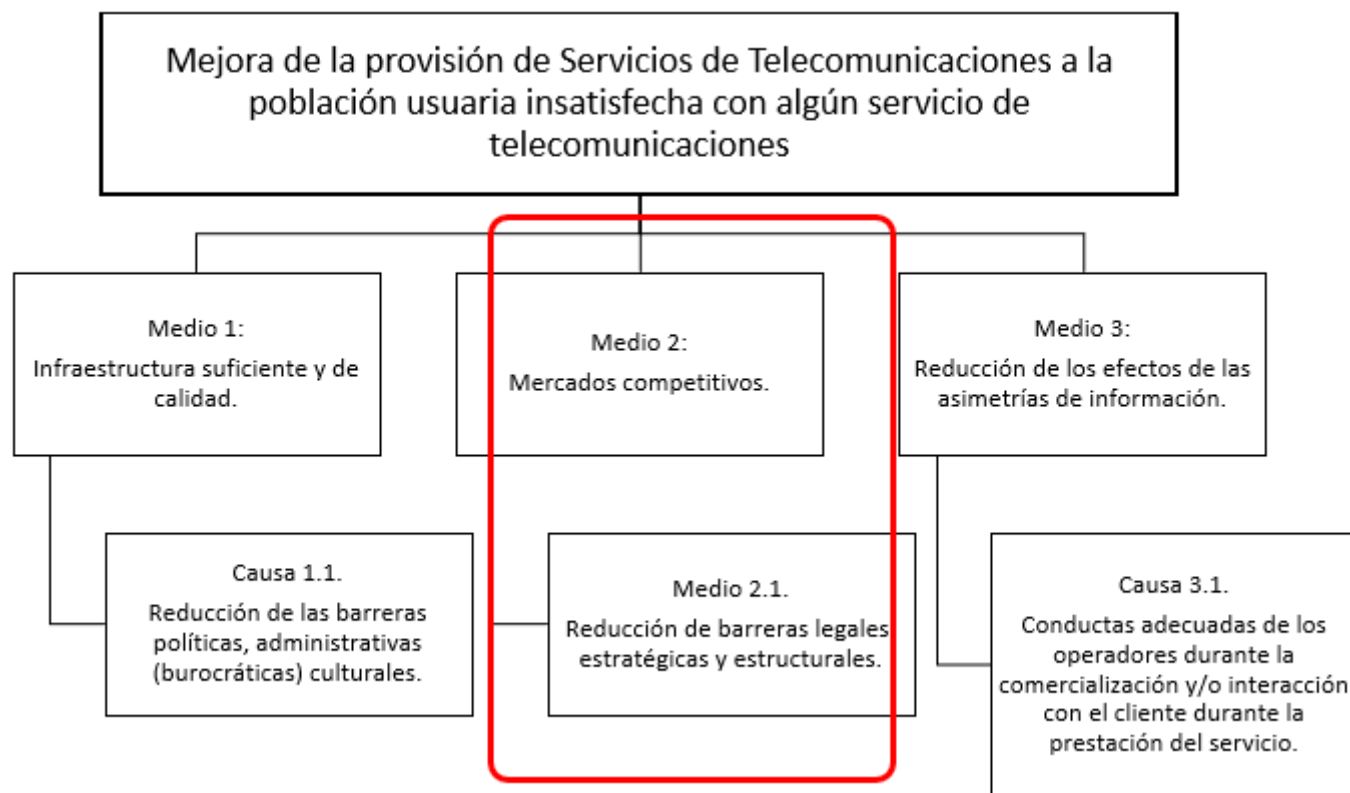 Mejora de la provisión de Servicios de Telecomunicaciones a la
población usuaria insatisfecha con algún servicio de
telecomunicaciones
Medio 1:
Infraestructura suficiente y de
calidad.
Medio 2:
Mercados competitivos.
Medio 3:
Reducción de los efectos de las
asimetrías de información.
Causa 1.1.
Reducción de las barreras
políticas, administrativas
(burocráticas) culturales.
Medio 2.1.
Reducción de barreras legales
estratégicas y estructurales.
Causa 3.1.
Conductas adecuadas de los
operadores durante la
comercialización y/o interacción
con el cliente durante la
prestación del servicio.